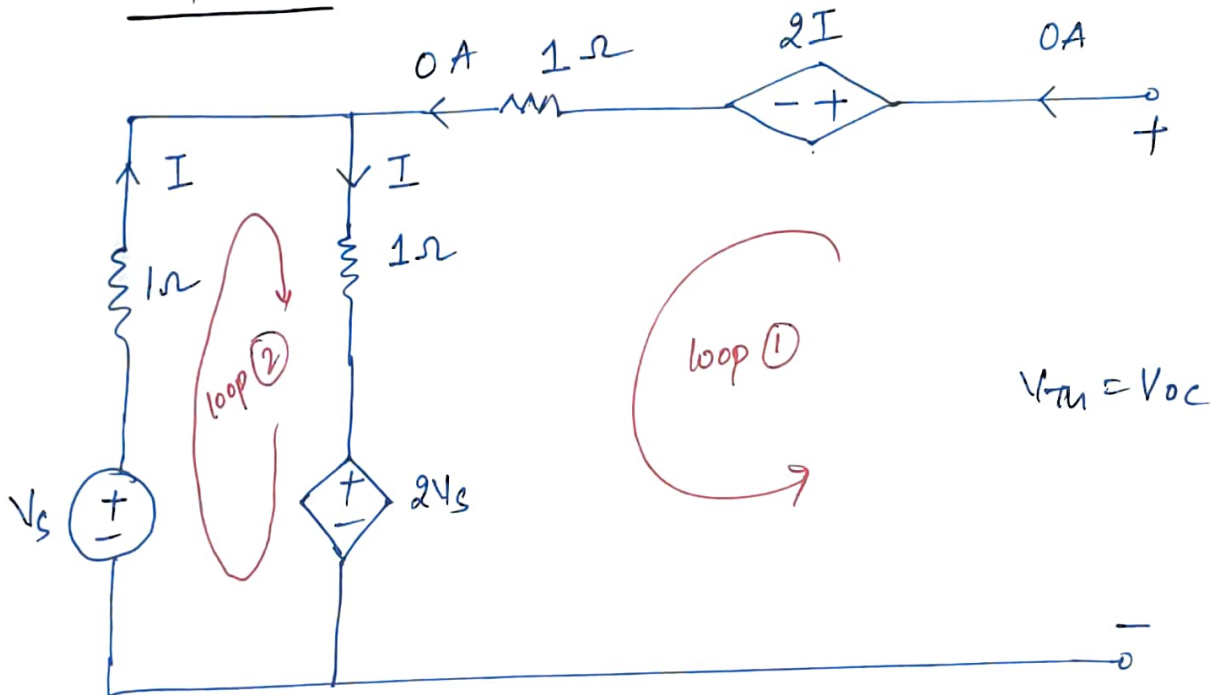 2I
0A 1Ω 0A
- +
+
I I
1Ω 1Ω
loop ②
loop ①
V_TH = Voc
Vs + - + - 2Vs
-